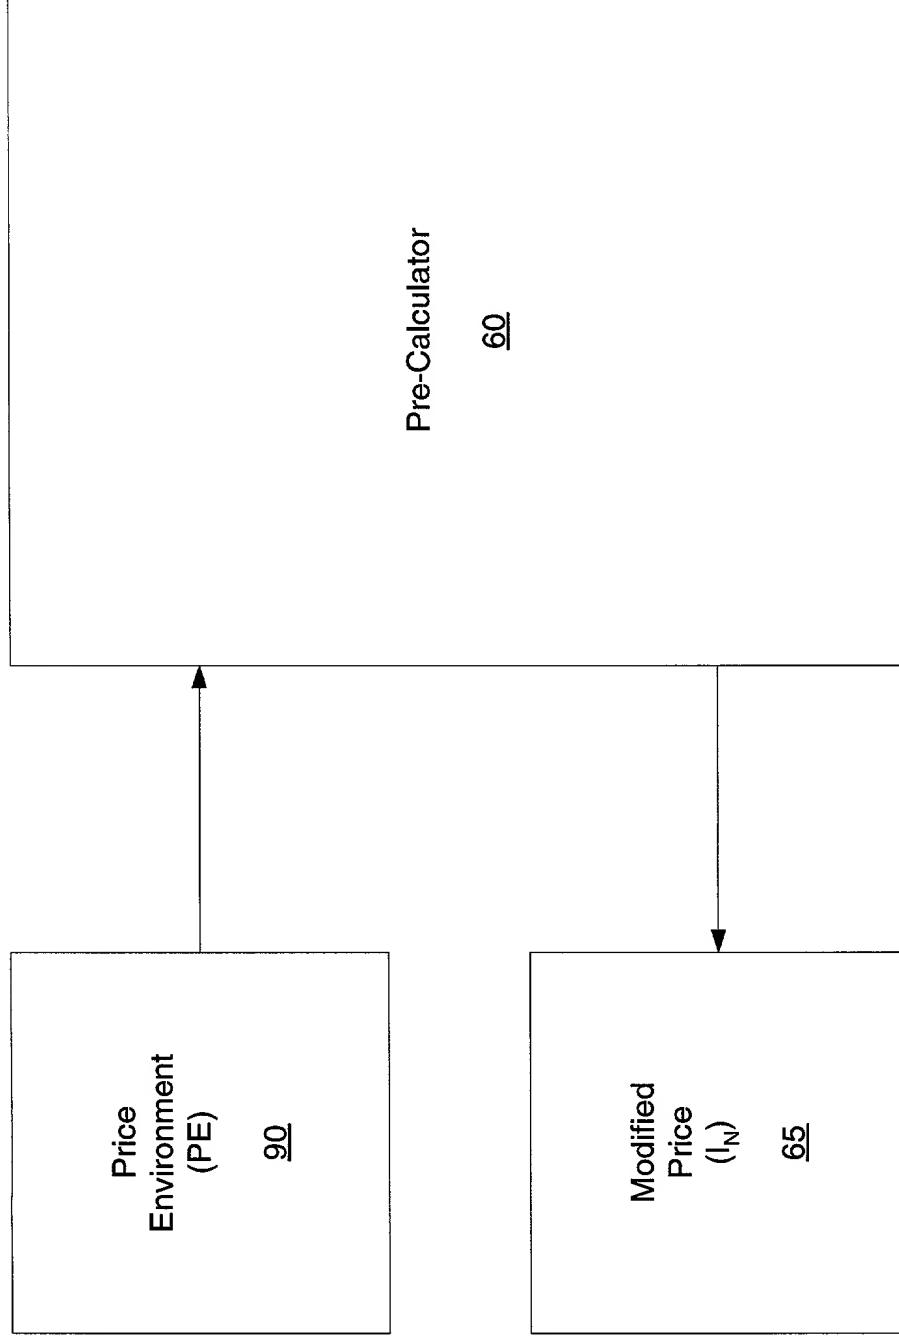 Price
Environment
(PE)
90
Pre-Calculator
60
Modified
Price
(I_N)
65